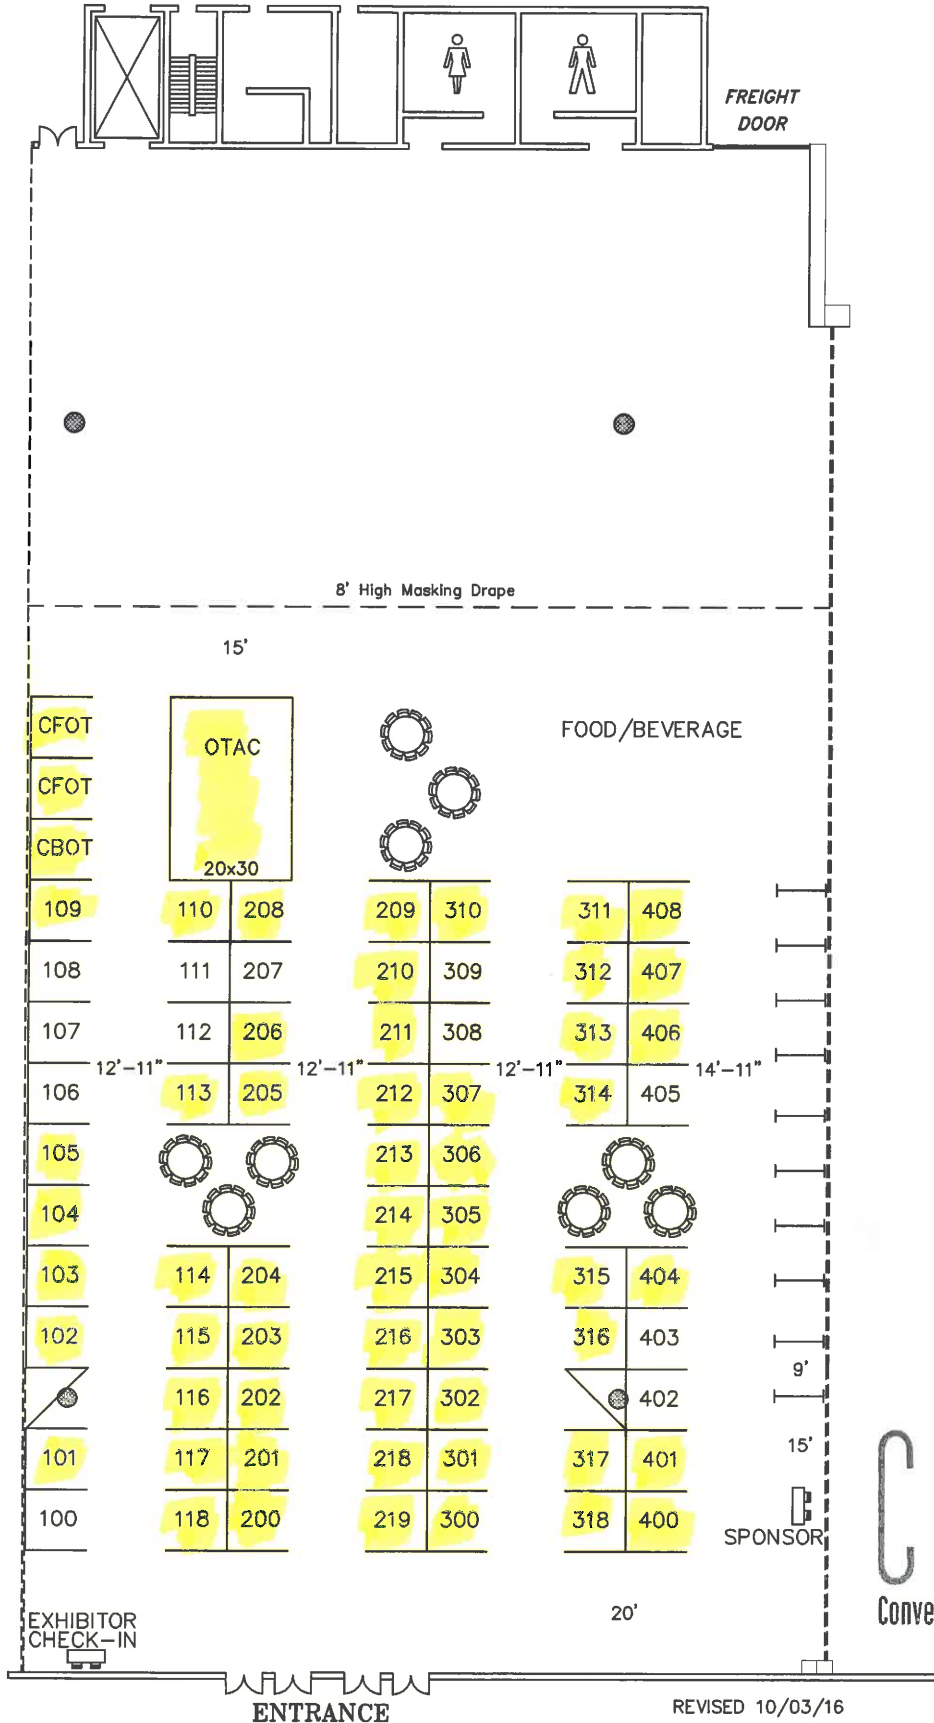 FREIGHT
DOOR
8' High Masking Drape
15'
CFOT
OTAC
FOOD/BEVERAGE
CFOT
CBOT
20x30
109 110 208 209 310 311 408
108 111 207 210 309 312 407
107 112 206 211 308 313 406
12'-11" 12'-11" 12'-11" 14'-11"
106 113 205 212 307 314 405
105 213 306
104 214 305
103 114 204 215 304 315 404
102 115 203 216 303 316 403
9'
116 202 217 302 402
15'
101 117 201 218 301 317 401
100 118 200 219 300 318 400
SPONSOR
Conve
20'
EXHIBITOR
CHECK-IN
ENTRANCE
REVISED 10/03/16